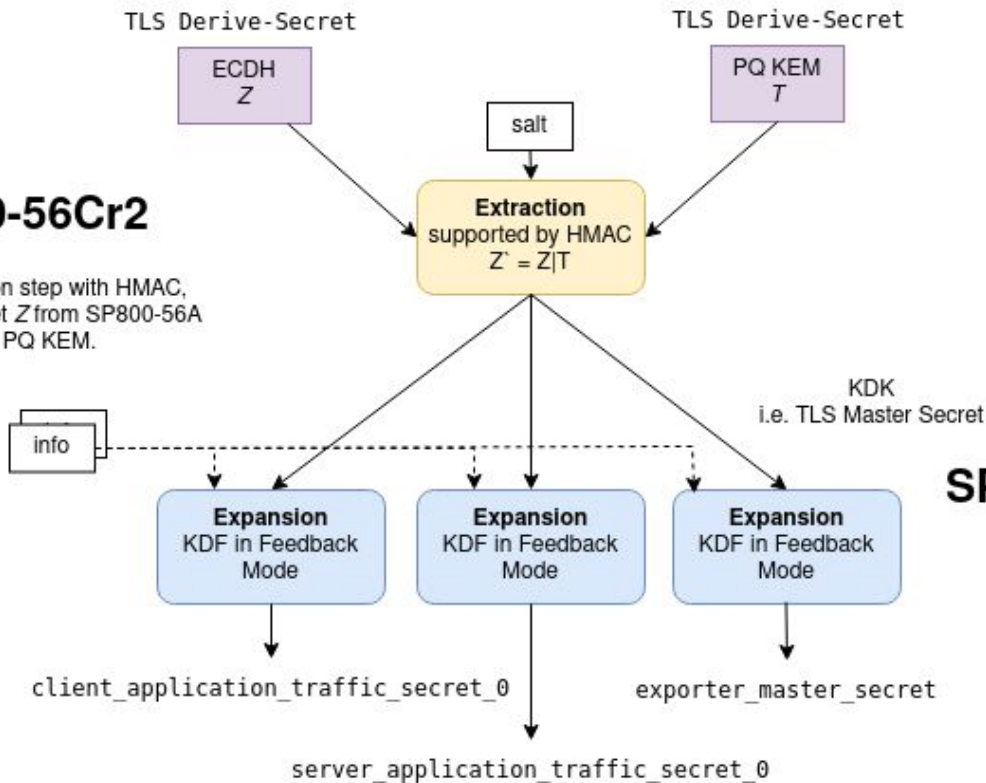 TLS Derive-Secret
TLS Derive-Secret
ECDH
Z
PQ KEM
T
salt
-56Cr2
Extraction
supported by HMAC
Z` = Z|T
n step with HMAC,
t Z from SP800-56A
PQ KEM.
KDK
i.e. TLS Master Secret
info
Expansion
KDF in Feedback
Mode
Expansion
KDF in Feedback
Mode
Expansion
KDF in Feedback
Mode
client_application_traffic_secret_0
exporter_master_secret
server_application_traffic_secret_0